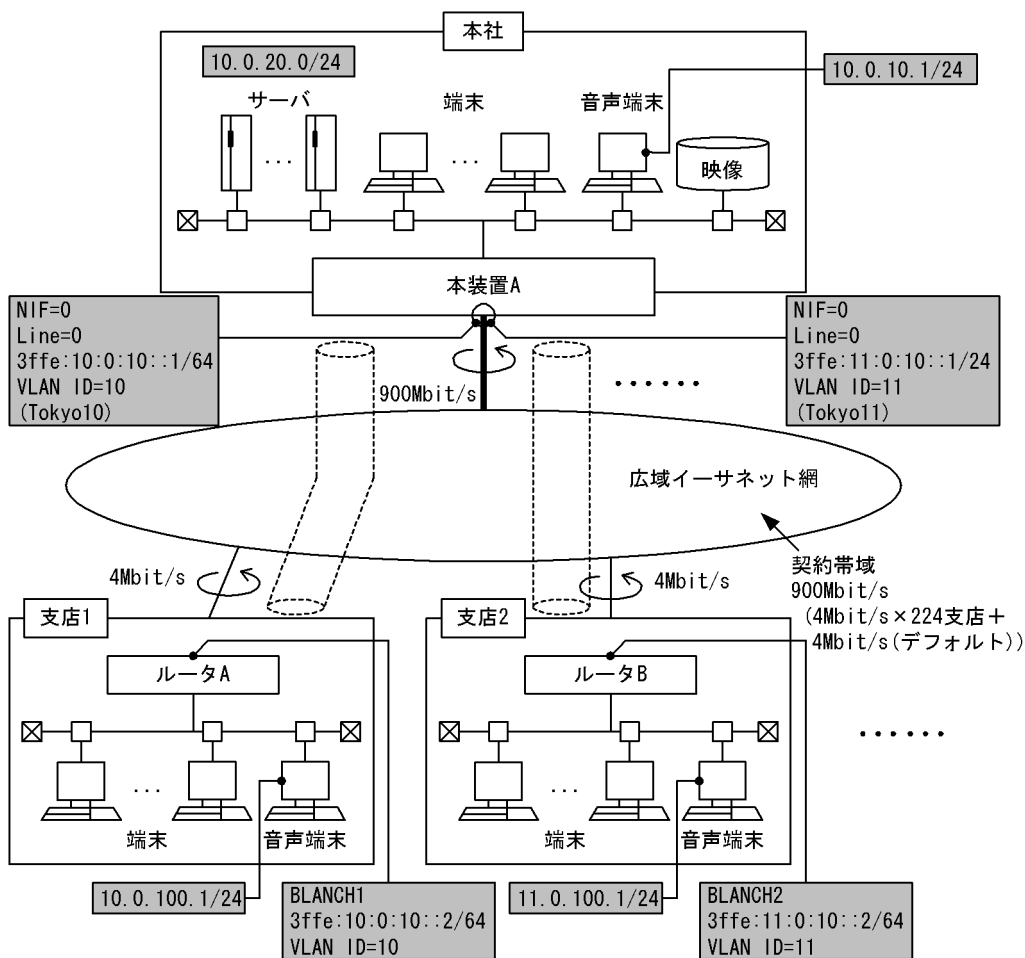 本社
10.0.20.0/24
10.0.10.1/24
サーバ
端末
音声端末
...
...
映像
本装置A
NIF=0
Line=0
3ffe:10:0:10::1/64
VLAN ID=10
(Tokyo10)
NIF=0
Line=0
3ffe:11:0:10::1/24
VLAN ID=11
(Tokyo11)
900Mbit/s
......
広域イーサネット網
4Mbit/s
4Mbit/s
契約帯域
900Mbit/s
(4Mbit/s×224支店+
4Mbit/s(デフォルト))
支店1
支店2
ルータA
ルータB
......
...
...
端末
音声端末
端末
音声端末
10.0.100.1/24
BLANCH1
3ffe:10:0:10::2/64
VLAN ID=10
11.0.100.1/24
BLANCH2
3ffe:11:0:10::2/64
VLAN ID=11